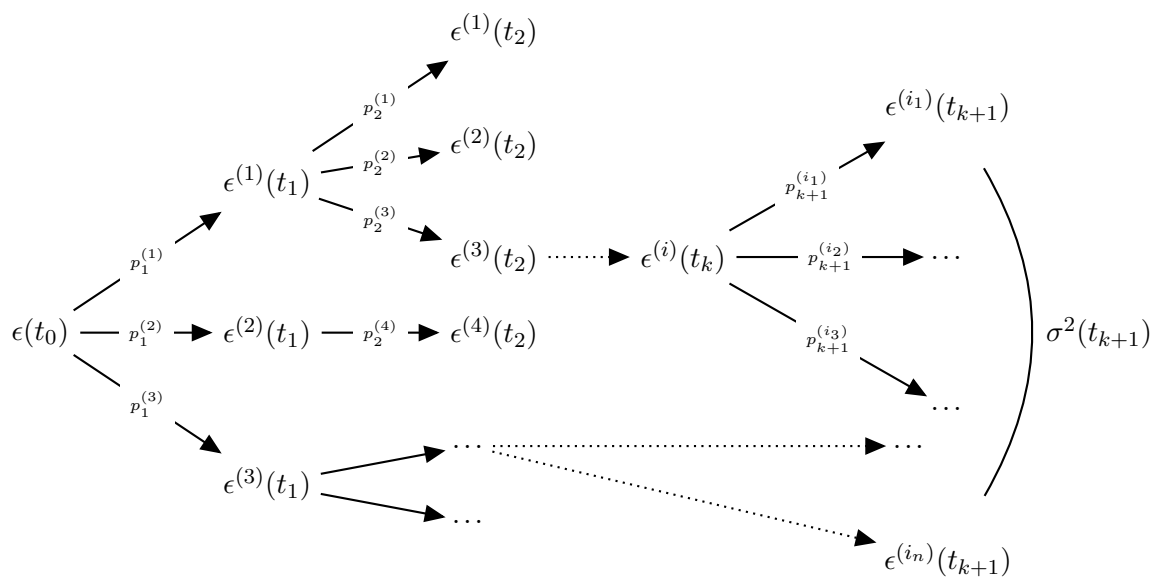 ϵ^{(1)}(t_2)
p_2^{(1)}
ϵ^{(i_1)}(t_{k+1})
ϵ^{(2)}(t_2)
p_2^{(2)}
ϵ^{(1)}(t_1)
p_{k+1}^{(i_1)}
p_2^{(3)}
p_1^{(1)}
ϵ^{(3)}(t_2)
ϵ^{(i)}(t_k)
p_{k+1}^{(i_2)}
...
ϵ(t_0)
p_1^{(2)}
ϵ^{(2)}(t_1)
p_2^{(4)}
ϵ^{(4)}(t_2)
p_{k+1}^{(i_3)}
σ^2(t_{k+1})
p_1^{(3)}
...
...
...
ϵ^{(3)}(t_1)
...
ϵ^{(i_n)}(t_{k+1})